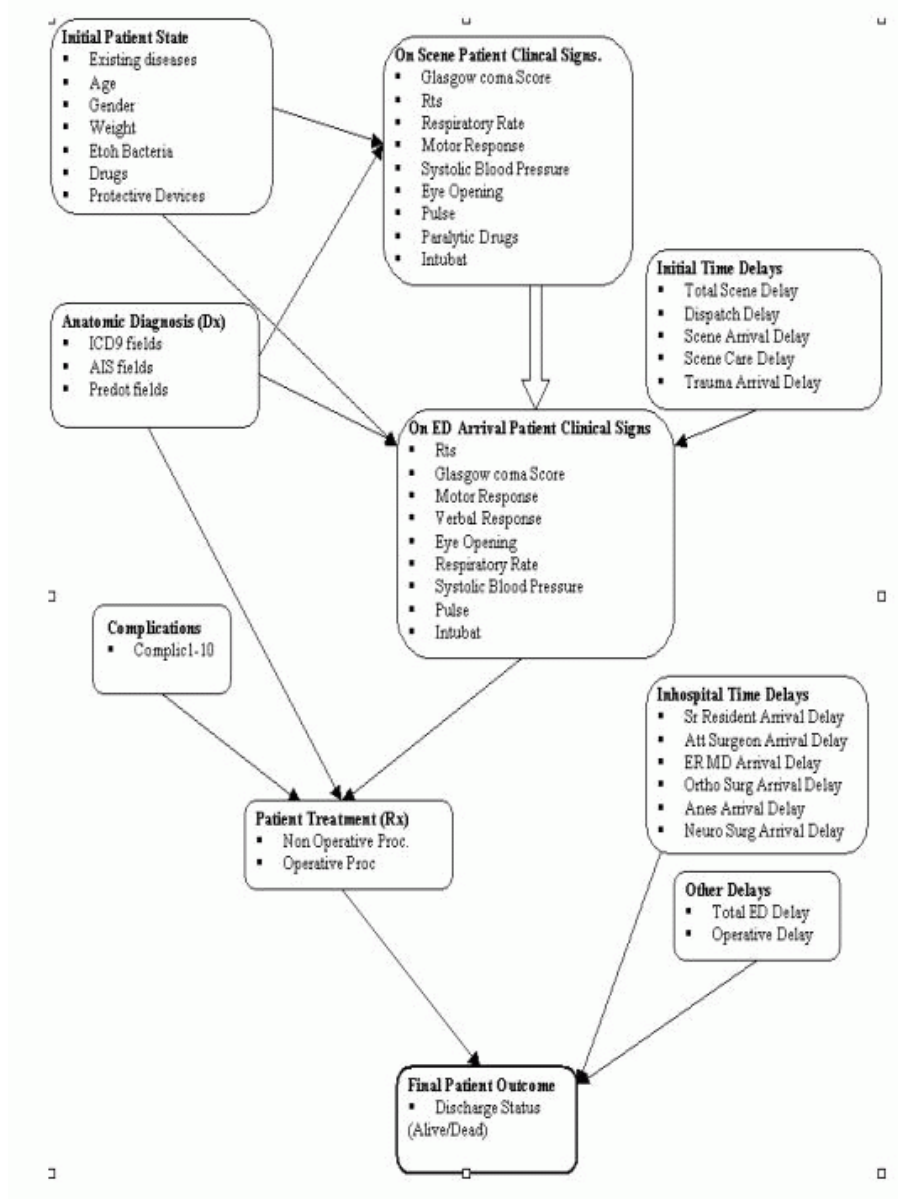 Initial Patient State
▪ Existing diseases
▪ Age
▪ Gender
▪ Weight
▪ Etoh Bacteria
▪ Drugs
▪ Protective Devices
On Scene Patient Clincal Signs.
▪ Glasgow coma Score
▪ Rts
▪ Respiratory Rate
▪ Motor Response
▪ Systolic Blood Pressure
▪ Eye Opening
▪ Pulse
▪ Paralytic Drugs
▪ Intubat
Initial Time Delays
▪ Total Scene Delay
▪ Dispatch Delay
▪ Scene Arrival Delay
▪ Scene Care Delay
▪ Trauma Arrival Delay
Anatomic Diagnosis (Dx)
▪ ICD9 fields
▪ AIS fields
▪ Predot fields
On ED Arrival Patient Clinical Signs
▪ Rts
▪ Glasgow coma Score
▪ Motor Response
▪ Verbal Response
▪ Eye Opening
▪ Respiratory Rate
▪ Systolic Blood Pressure
▪ Pulse
▪ Intubat
Complications
▪ Complic1-10
Inhospital Time Delays
▪ Sr Resident Arrival Delay
▪ Att Surgeon Arrival Delay
▪ ER MD Arrival Delay
▪ Ortho Surg Arrival Delay
▪ Anes Arrival Delay
▪ Neuro Surg Arrival Delay
Patient Treatment (Rx)
▪ Non Operative Proc.
▪ Operative Proc
Other Delays
▪ Total ED Delay
▪ Operative Delay
Final Patient Outcome
▪ Discharge Status
(Alive/Dead)